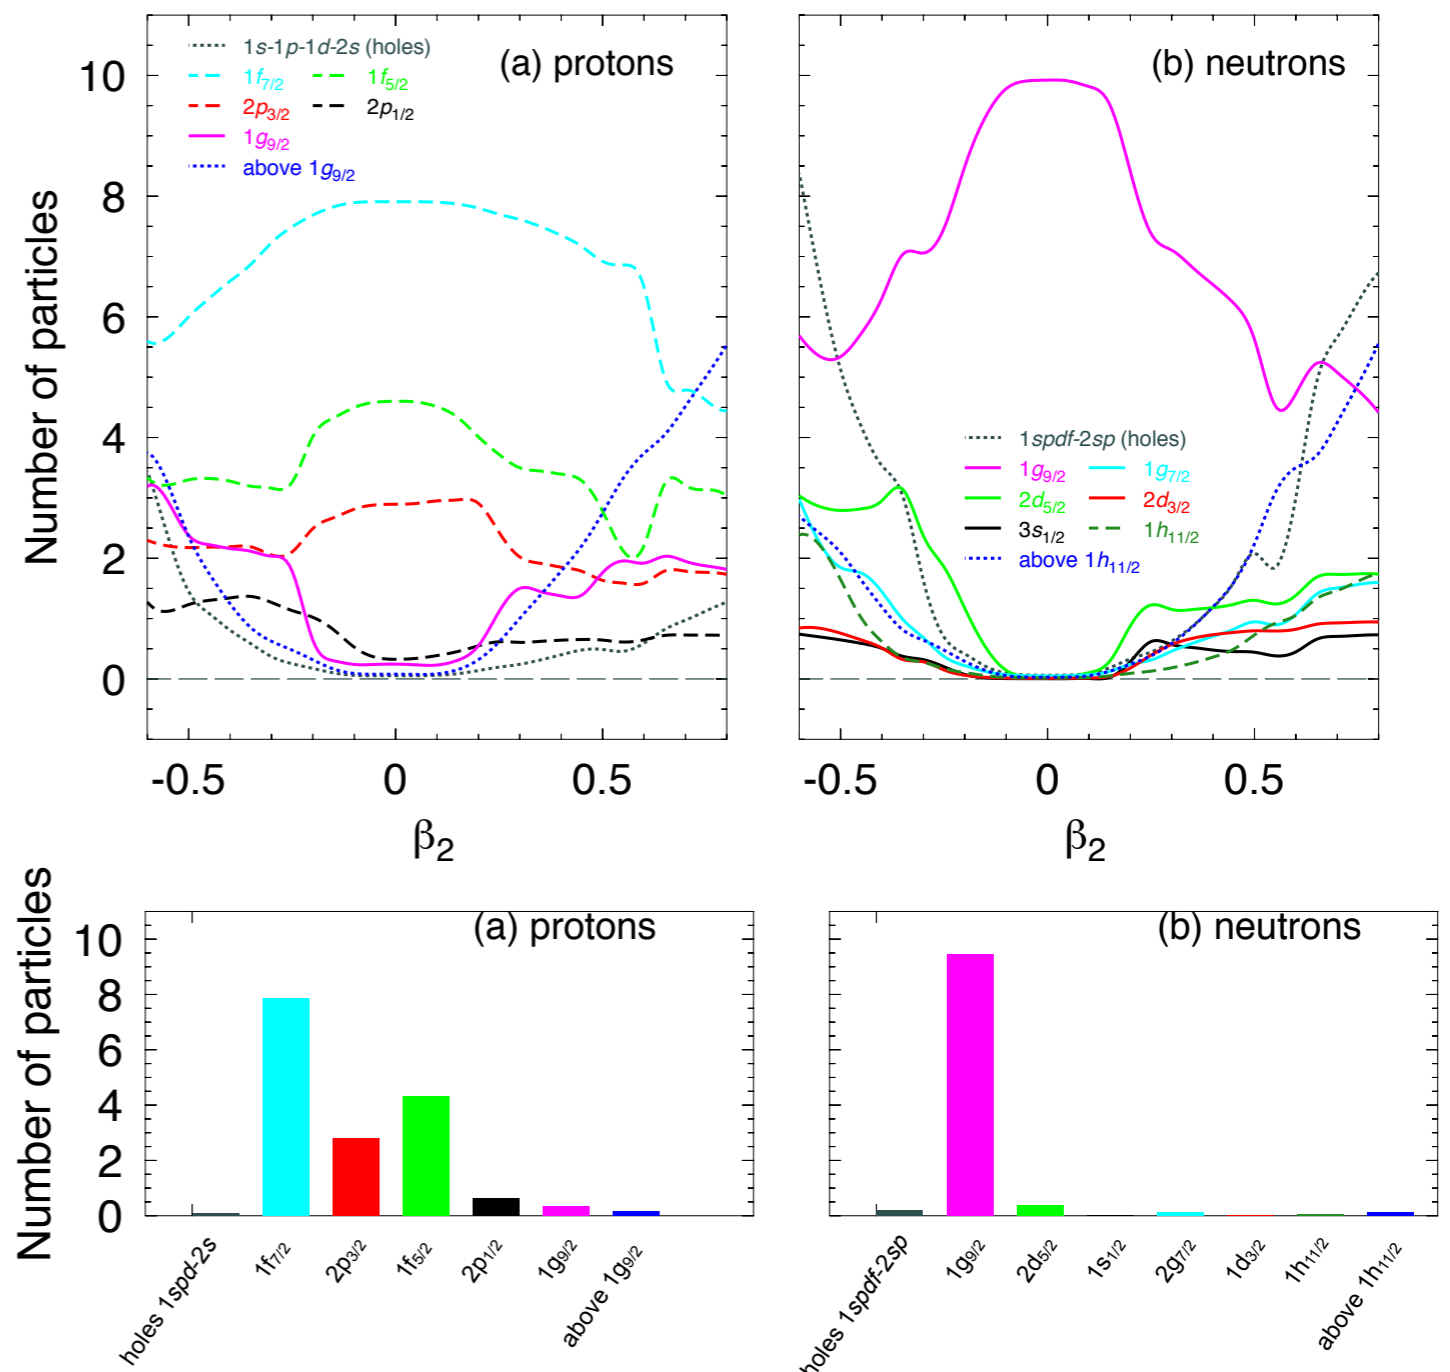 (a) protons
1s-1p-1d-2s (holes)
1f7/2 1f5/2
2p3/2 2p1/2
1g9/2
above 1g9/2
Number of particles
10
8
6
4
2
0
-0.5 0 0.5
β2
(b) neutrons
1spdf-2sp (holes)
1g9/2 1g7/2
2d5/2 2d3/2
3s1/2 1h11/2
above 1h11/2
-0.5 0 0.5
β2
(a) protons
Number of particles
10
8
6
4
2
0
holes 1spd-2s
1f7/2
2p3/2
1f5/2
2p1/2
1g9/2
above 1g9/2
(b) neutrons
holes 1spdf-2sp
1g9/2
2d5/2
1s1/2
2g7/2
1d3/2
1h11/2
above 1h11/2